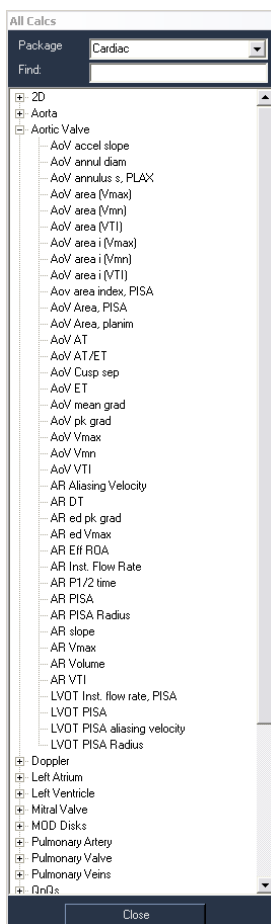 All Calcs
Package Cardiac
Find:
2D
Aorta
Aortic Valve
AoV accel slope
AoV annul diam
AoV annulus s, PLAX
AoV area (Vmax)
AoV area (Vmn)
AoV area (VTI)
AoV area i (Vmax)
AoV area i (Vmn)
AoV area i (VTI)
Aov area index, PISA
AoV Area, PISA
AoV Area, planim
AoV AT
AoV AT/ET
AoV Cusp sep
AoV ET
AoV mean grad
AoV pk grad
AoV Vmax
AoV Vmn
AoV VTI
AR Aliasing Velocity
AR DT
AR ed pk grad
AR ed Vmax
AR Eff ROA
AR Inst. Flow Rate
AR P1/2 time
AR PISA
AR PISA Radius
AR slope
AR Vmax
AR Volume
AR VTI
LVOT Inst. flow rate, PISA
LVOT PISA
LVOT PISA aliasing velocity
LVOT PISA Radius
Doppler
Left Atrium
Left Ventricle
Mitral Valve
MOD Disks
Pulmonary Artery
Pulmonary Valve
Pulmonary Veins
QpQs
Close